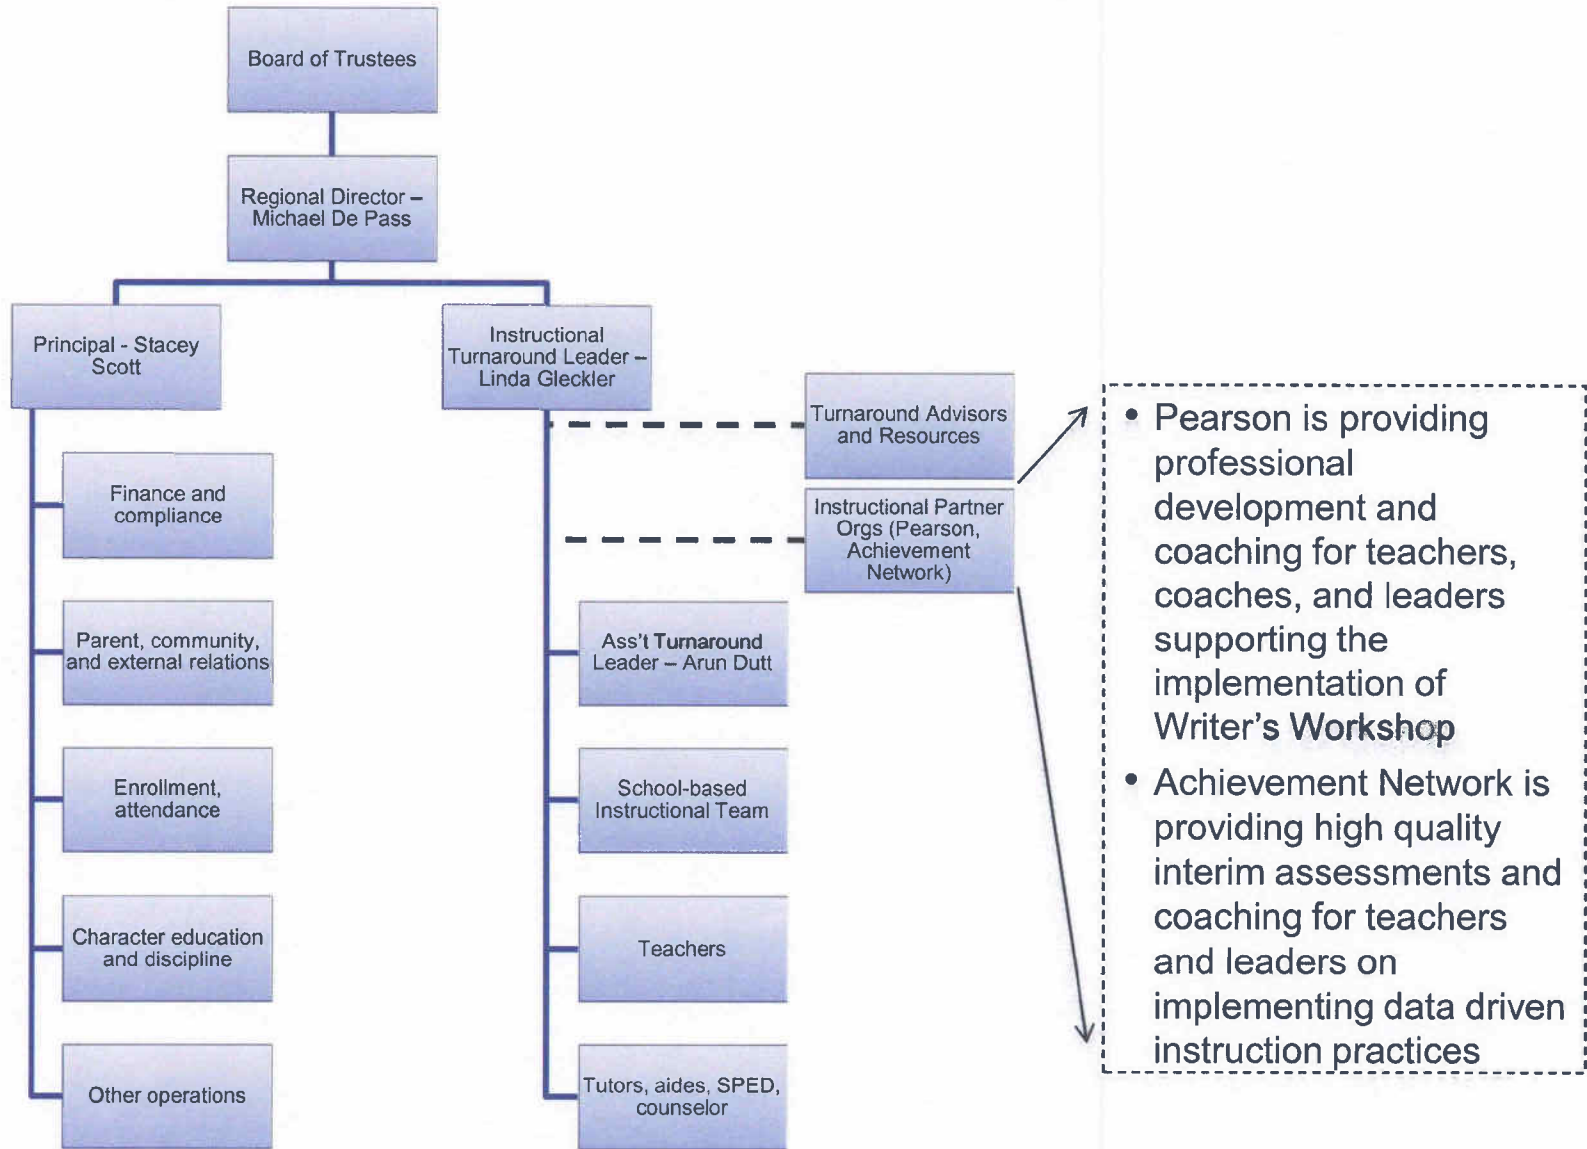 Board of Trustees
Regional Director –
Michael De Pass
Principal - Stacey
Scott
Instructional
Turnaround Leader –
Linda Gleckler
Turnaround Advisors
and Resources
Instructional Partner
Orgs (Pearson,
Achievement
Network)
Finance and
compliance
Parent, community,
and external relations
Enrollment,
attendance
Character education
and discipline
Other operations
Ass't Turnaround
Leader – Arun Dutt
School-based
Instructional Team
Teachers
Tutors, aides, SPED,
counselor
• Pearson is providing
professional
development and
coaching for teachers,
coaches, and leaders
supporting the
implementation of
Writer's Workshop
• Achievement Network is
providing high quality
interim assessments and
coaching for teachers
and leaders on
implementing data driven
instruction practices